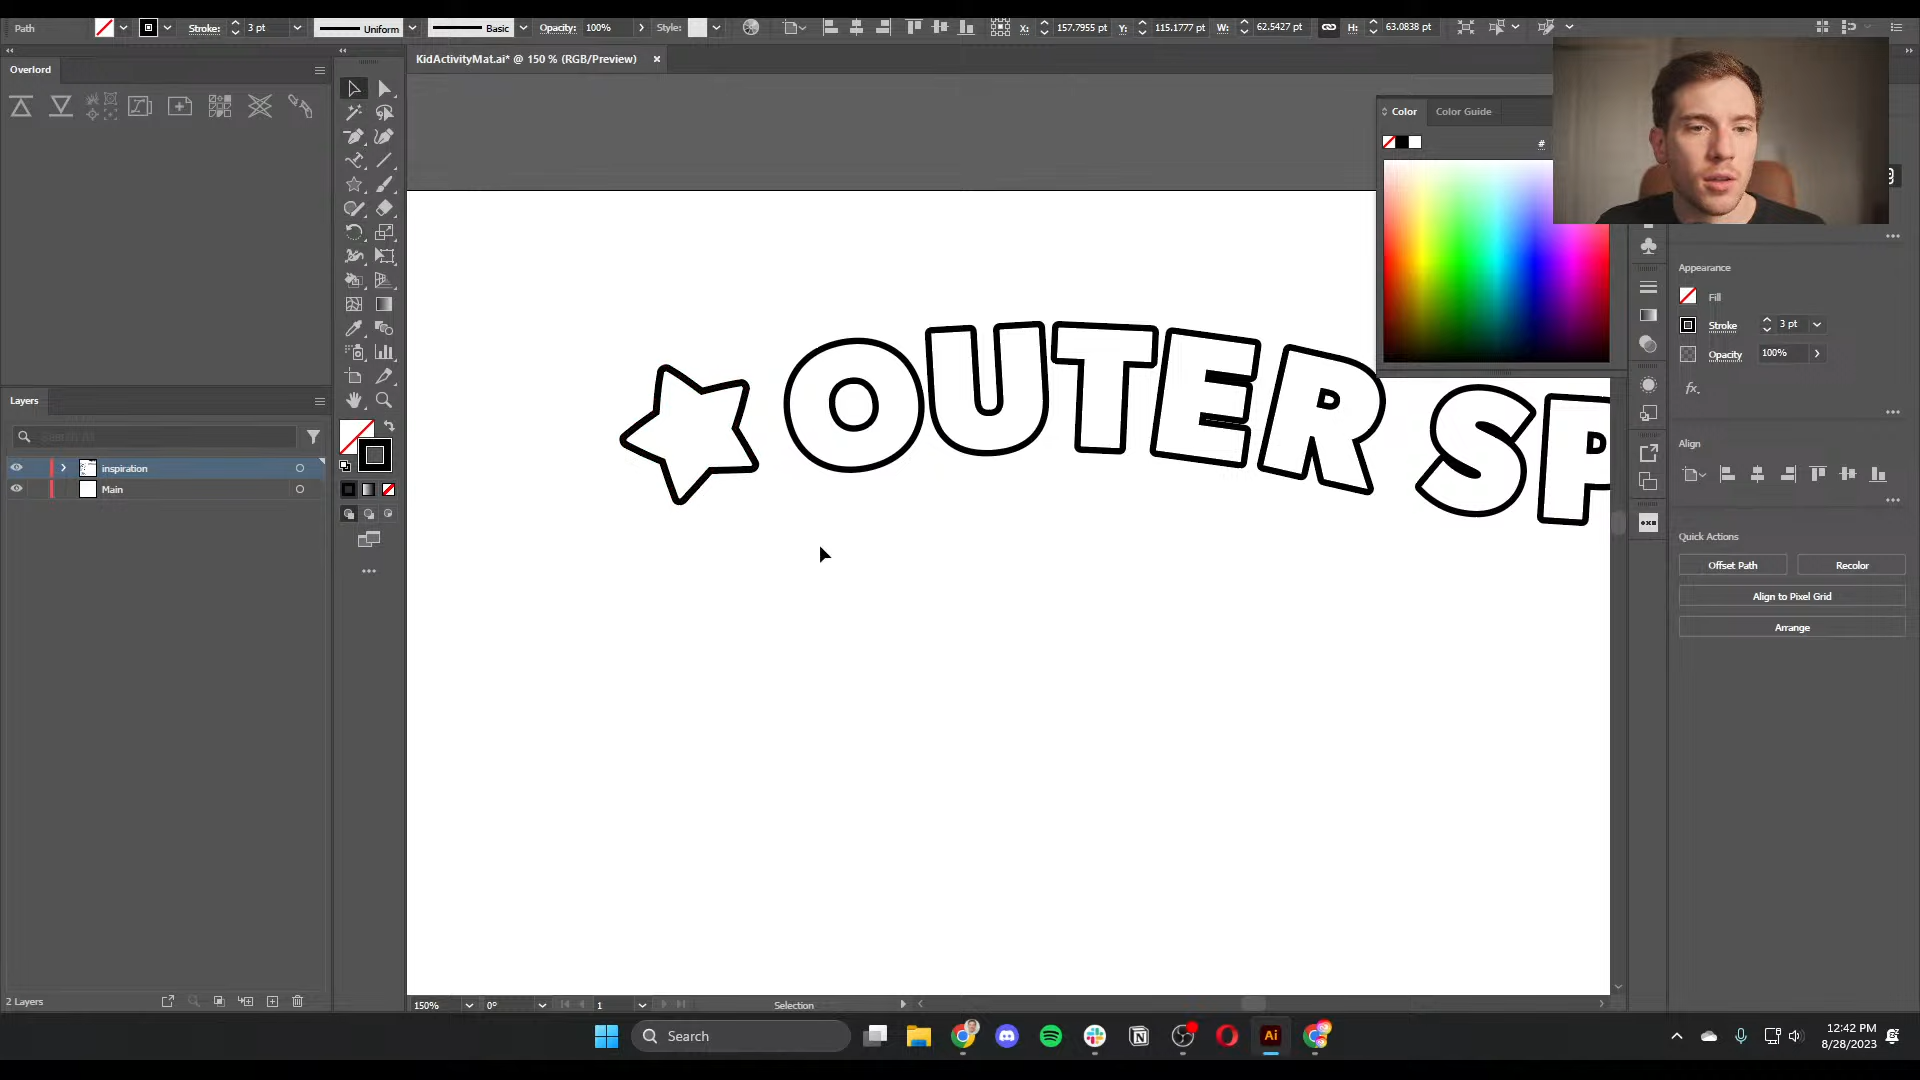 Path
Stroke: 3 pt Uniform Basic Opacity: 100% Style: X: 157.7955 pt Y: 115.1777 pt W: 62.5427 pt H: 63.0838 pt
Overlord
KidActivityMat.ai* @ 150 % (RGB/Preview) ×
Color Color Guide
#
Appearance
Fill
Stroke 3 pt
Opacity 100%
fx.
OUTER SP
Layers
inspiration
Main
Align
Quick Actions
Offset Path Recolor
Align to Pixel Grid
Arrange
2 Layers
150% 0° 1 Selection
Search
Ai
12:42 PM
8/28/2023